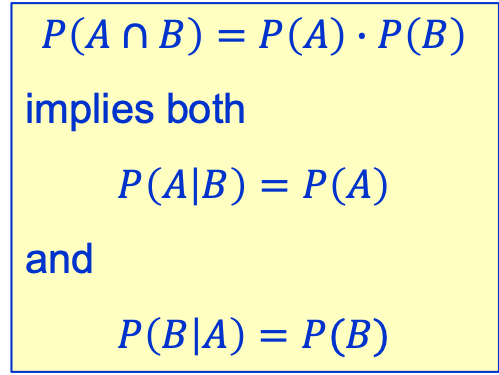 P(A ∩ B) = P(A) · P(B)
implies both
P(A|B) = P(A)
and
P(B|A) = P(B)